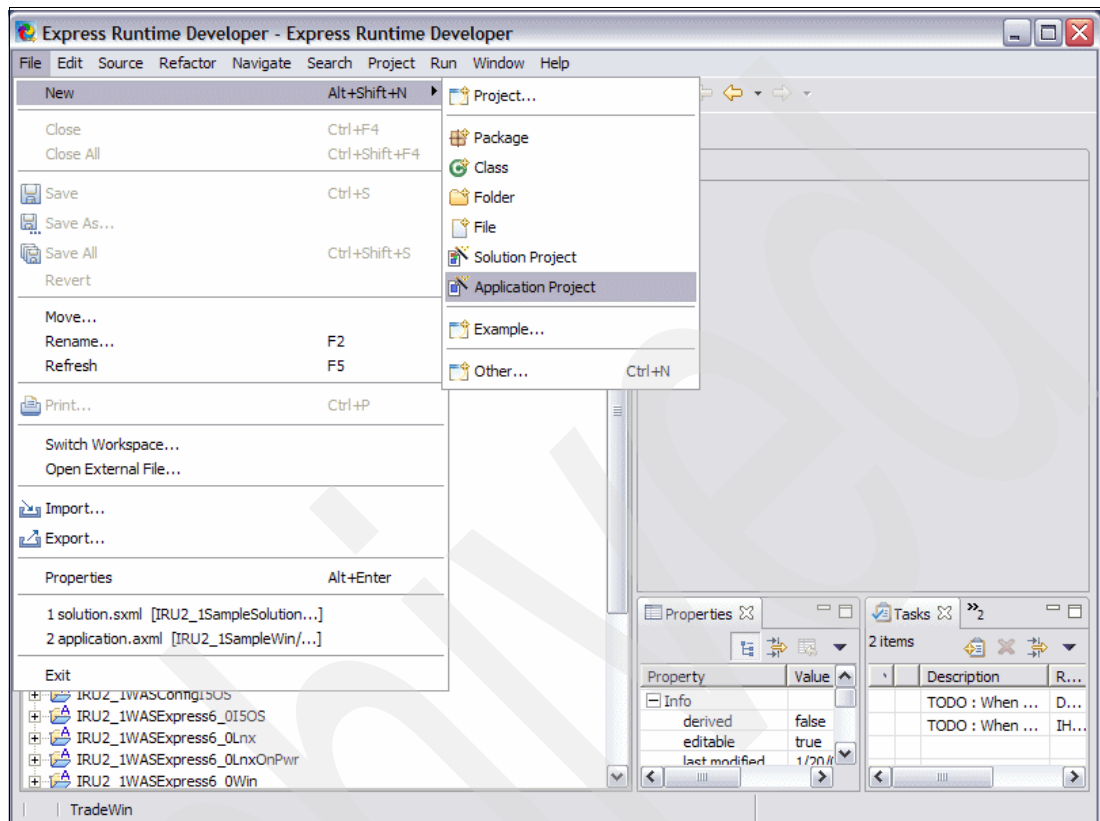 Express Runtime Developer - Express Runtime Developer
File Edit Source Refactor Navigate Search Project Run Window Help
New Alt+Shift+N
Close Ctrl+F4
Close All Ctrl+Shift+F4
Save Ctrl+S
Save As...
Save All Ctrl+Shift+S
Revert
Move...
Rename... F2
Refresh F5
Print... Ctrl+P
Switch Workspace...
Open External File...
Import...
Export...
Properties Alt+Enter
1 solution.sxml [IRU2_1SampleSolution...]
2 application.axml [IRU2_1SampleWin/...]
Exit
Project...
Package
Class
Folder
File
Solution Project
Application Project
Example...
Other... Ctrl+N
IRU2_1WASConfigI5OS
IRU2_1WASExpress6_0I5OS
IRU2_1WASExpress6_0Lnx
IRU2_1WASExpress6_0LnxOnPwr
IRU2_1WASExpress6_0Win
Properties
Property Value
Info
derived false
editable true
last modified
Tasks »2
2 items
Description R...
TODO : When ... D...
TODO : When ... IH...
TradeWin